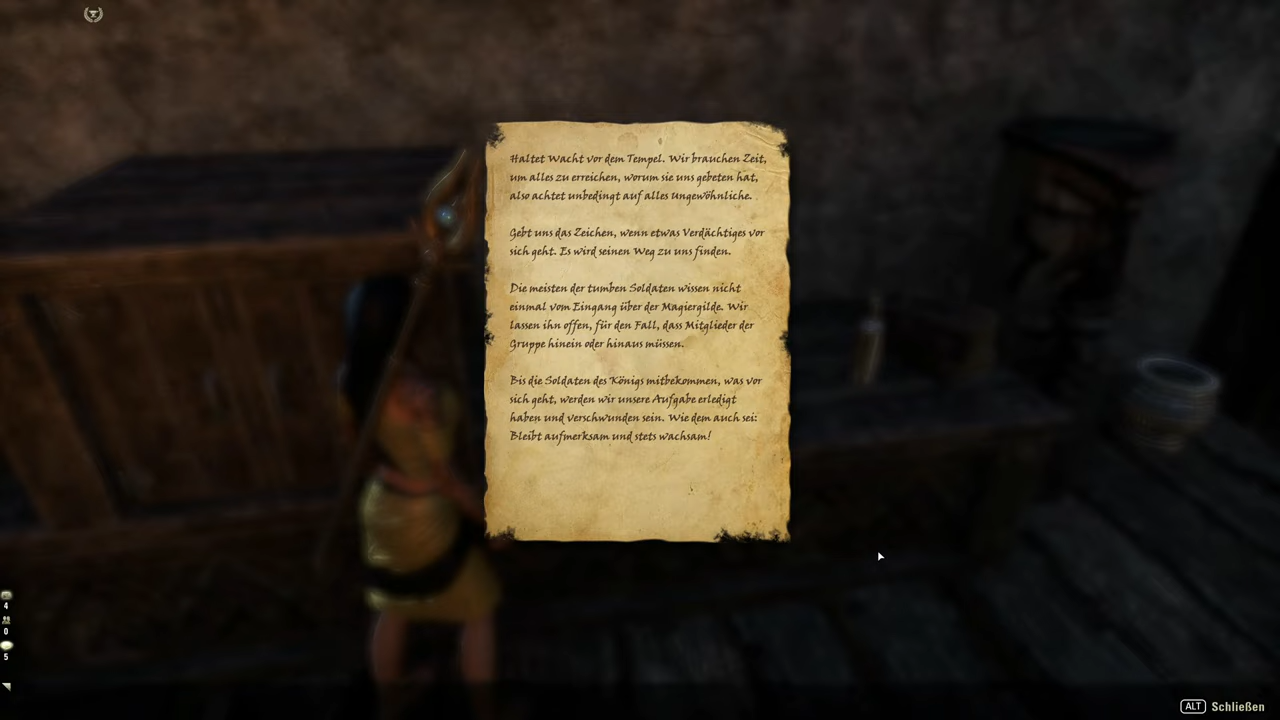 Haltet Wacht vor dem Tempel. Wir brauchen Zeit,
um alles zu erreichen, worum sie uns gebeten hat,
also achtet unbedingt auf alles Ungewöhnliche.
Gebt uns das Zeichen, wenn etwas Verdächtiges vor
sich geht. Es wird seinen Weg zu uns finden.
Die meisten der tumben Soldaten wissen nicht
einmal vom Eingang über der Magiergilde. Wir
lassen ihn offen, für den Fall, dass Mitglieder der
Gruppe hinein oder hinaus müssen.
Bis die Soldaten des Königs mitbekommen, was vor
sich geht, werden wir unsere Aufgabe erledigt
haben und verschwunden sein. Wie dem auch sei:
Bleibt aufmerksam und stets wachsam!
4
0
5
ALT Schließen